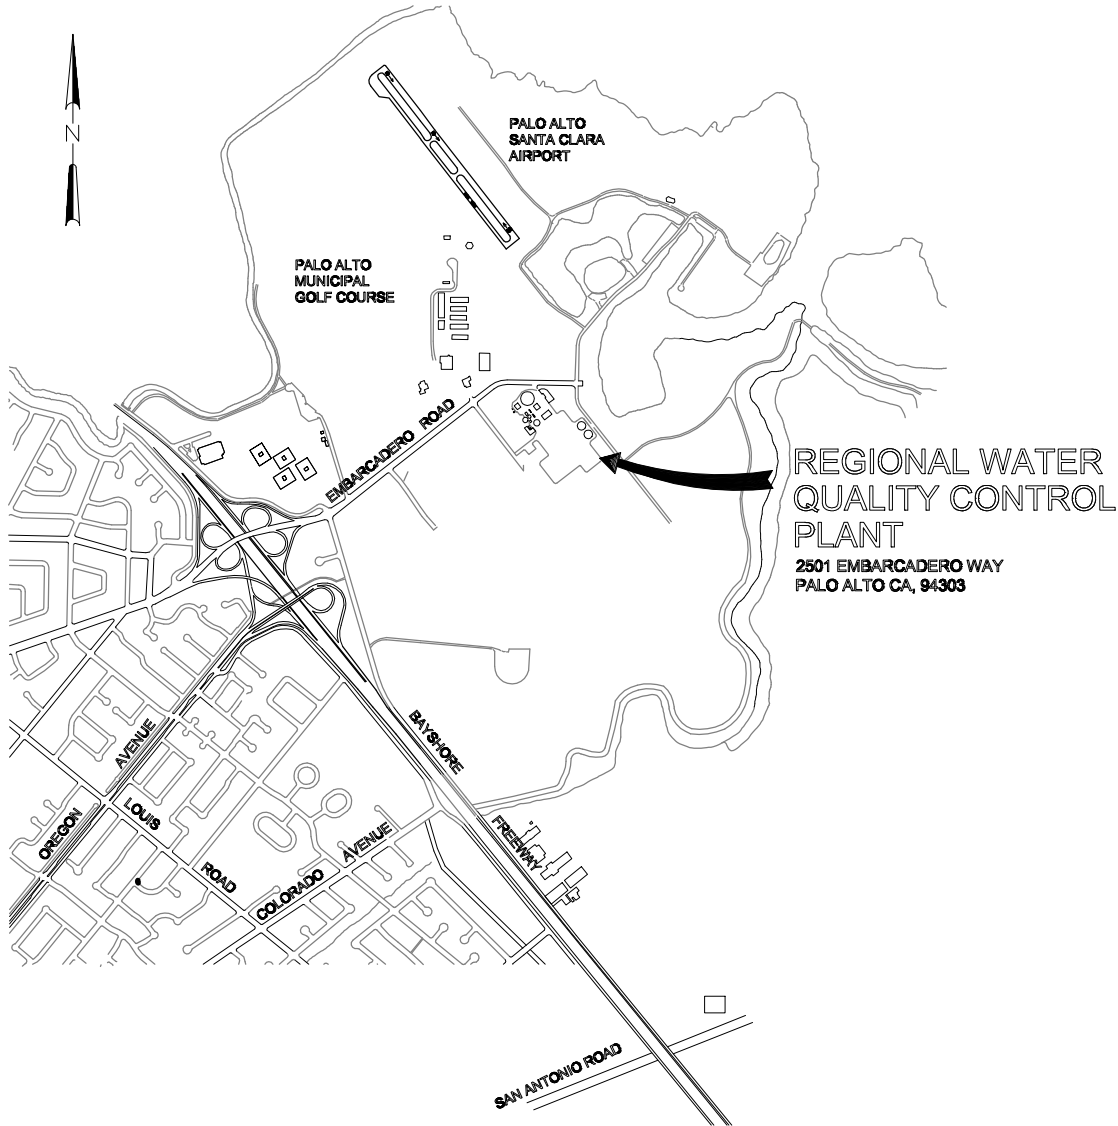 N
PALO ALTO
SANTA CLARA
AIRPORT
PALO ALTO
MUNICIPAL
GOLF COURSE
EMBARCADERO ROAD
REGIONAL WATER
QUALITY CONTROL
PLANT
2501 EMBARCADERO WAY
PALO ALTO CA, 94303
BAYSHORE
FREEWAY
OREGON AVENUE
LOUIS ROAD
COLORADO AVENUE
SAN ANTONIO ROAD